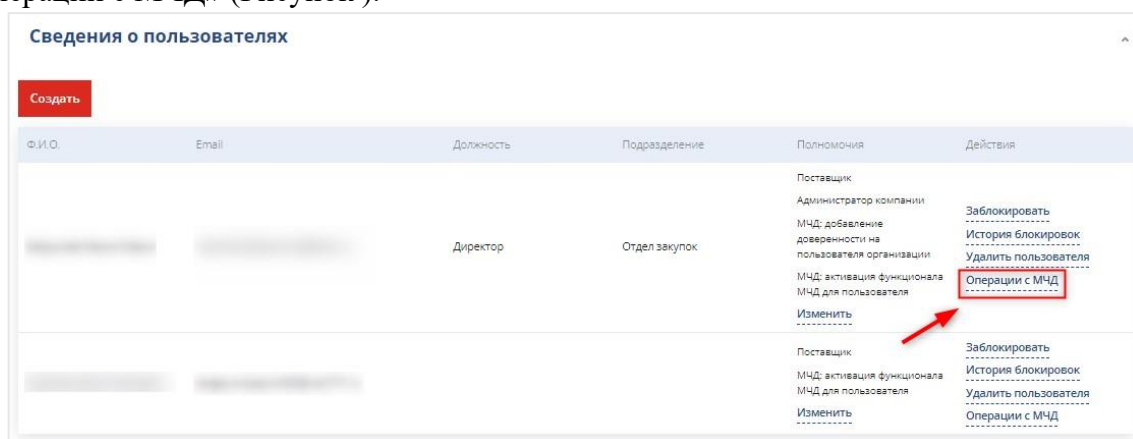 Сведения о пользователях
Создать
Ф.И.О. Email Должность Подразделение Полномочия Действия
Директор
Отдел закупок
Поставщик
Администратор компании
МЧД: добавление
доверенности на
пользователя организации
МЧД: активация функционала
МЧД для пользователя
Изменить
Заблокировать
История блокировок
Удалить пользователя
Операции с МЧД
Поставщик
МЧД: активация функционала
МЧД для пользователя
Изменить
Заблокировать
История блокировок
Удалить пользователя
Операции с МЧД